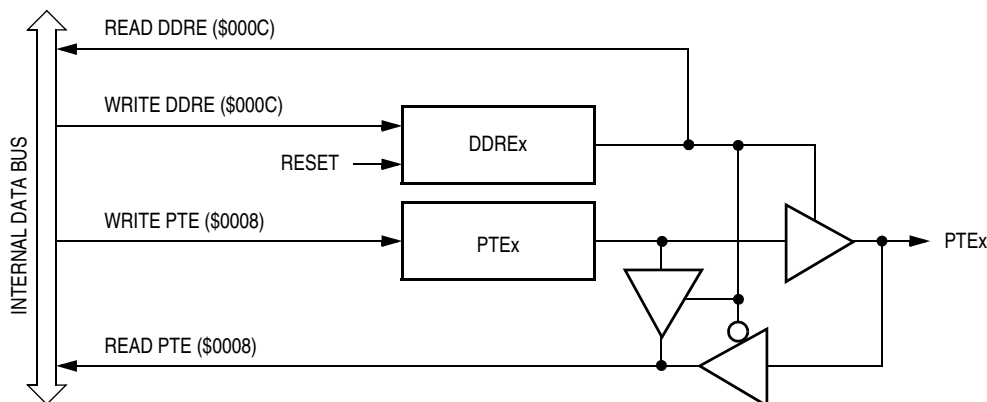 READ DDRE ($000C)
WRITE DDRE ($000C)
DDREx
RESET
INTERNAL DATA BUS
WRITE PTE ($0008)
PTEx
PTEx
READ PTE ($0008)